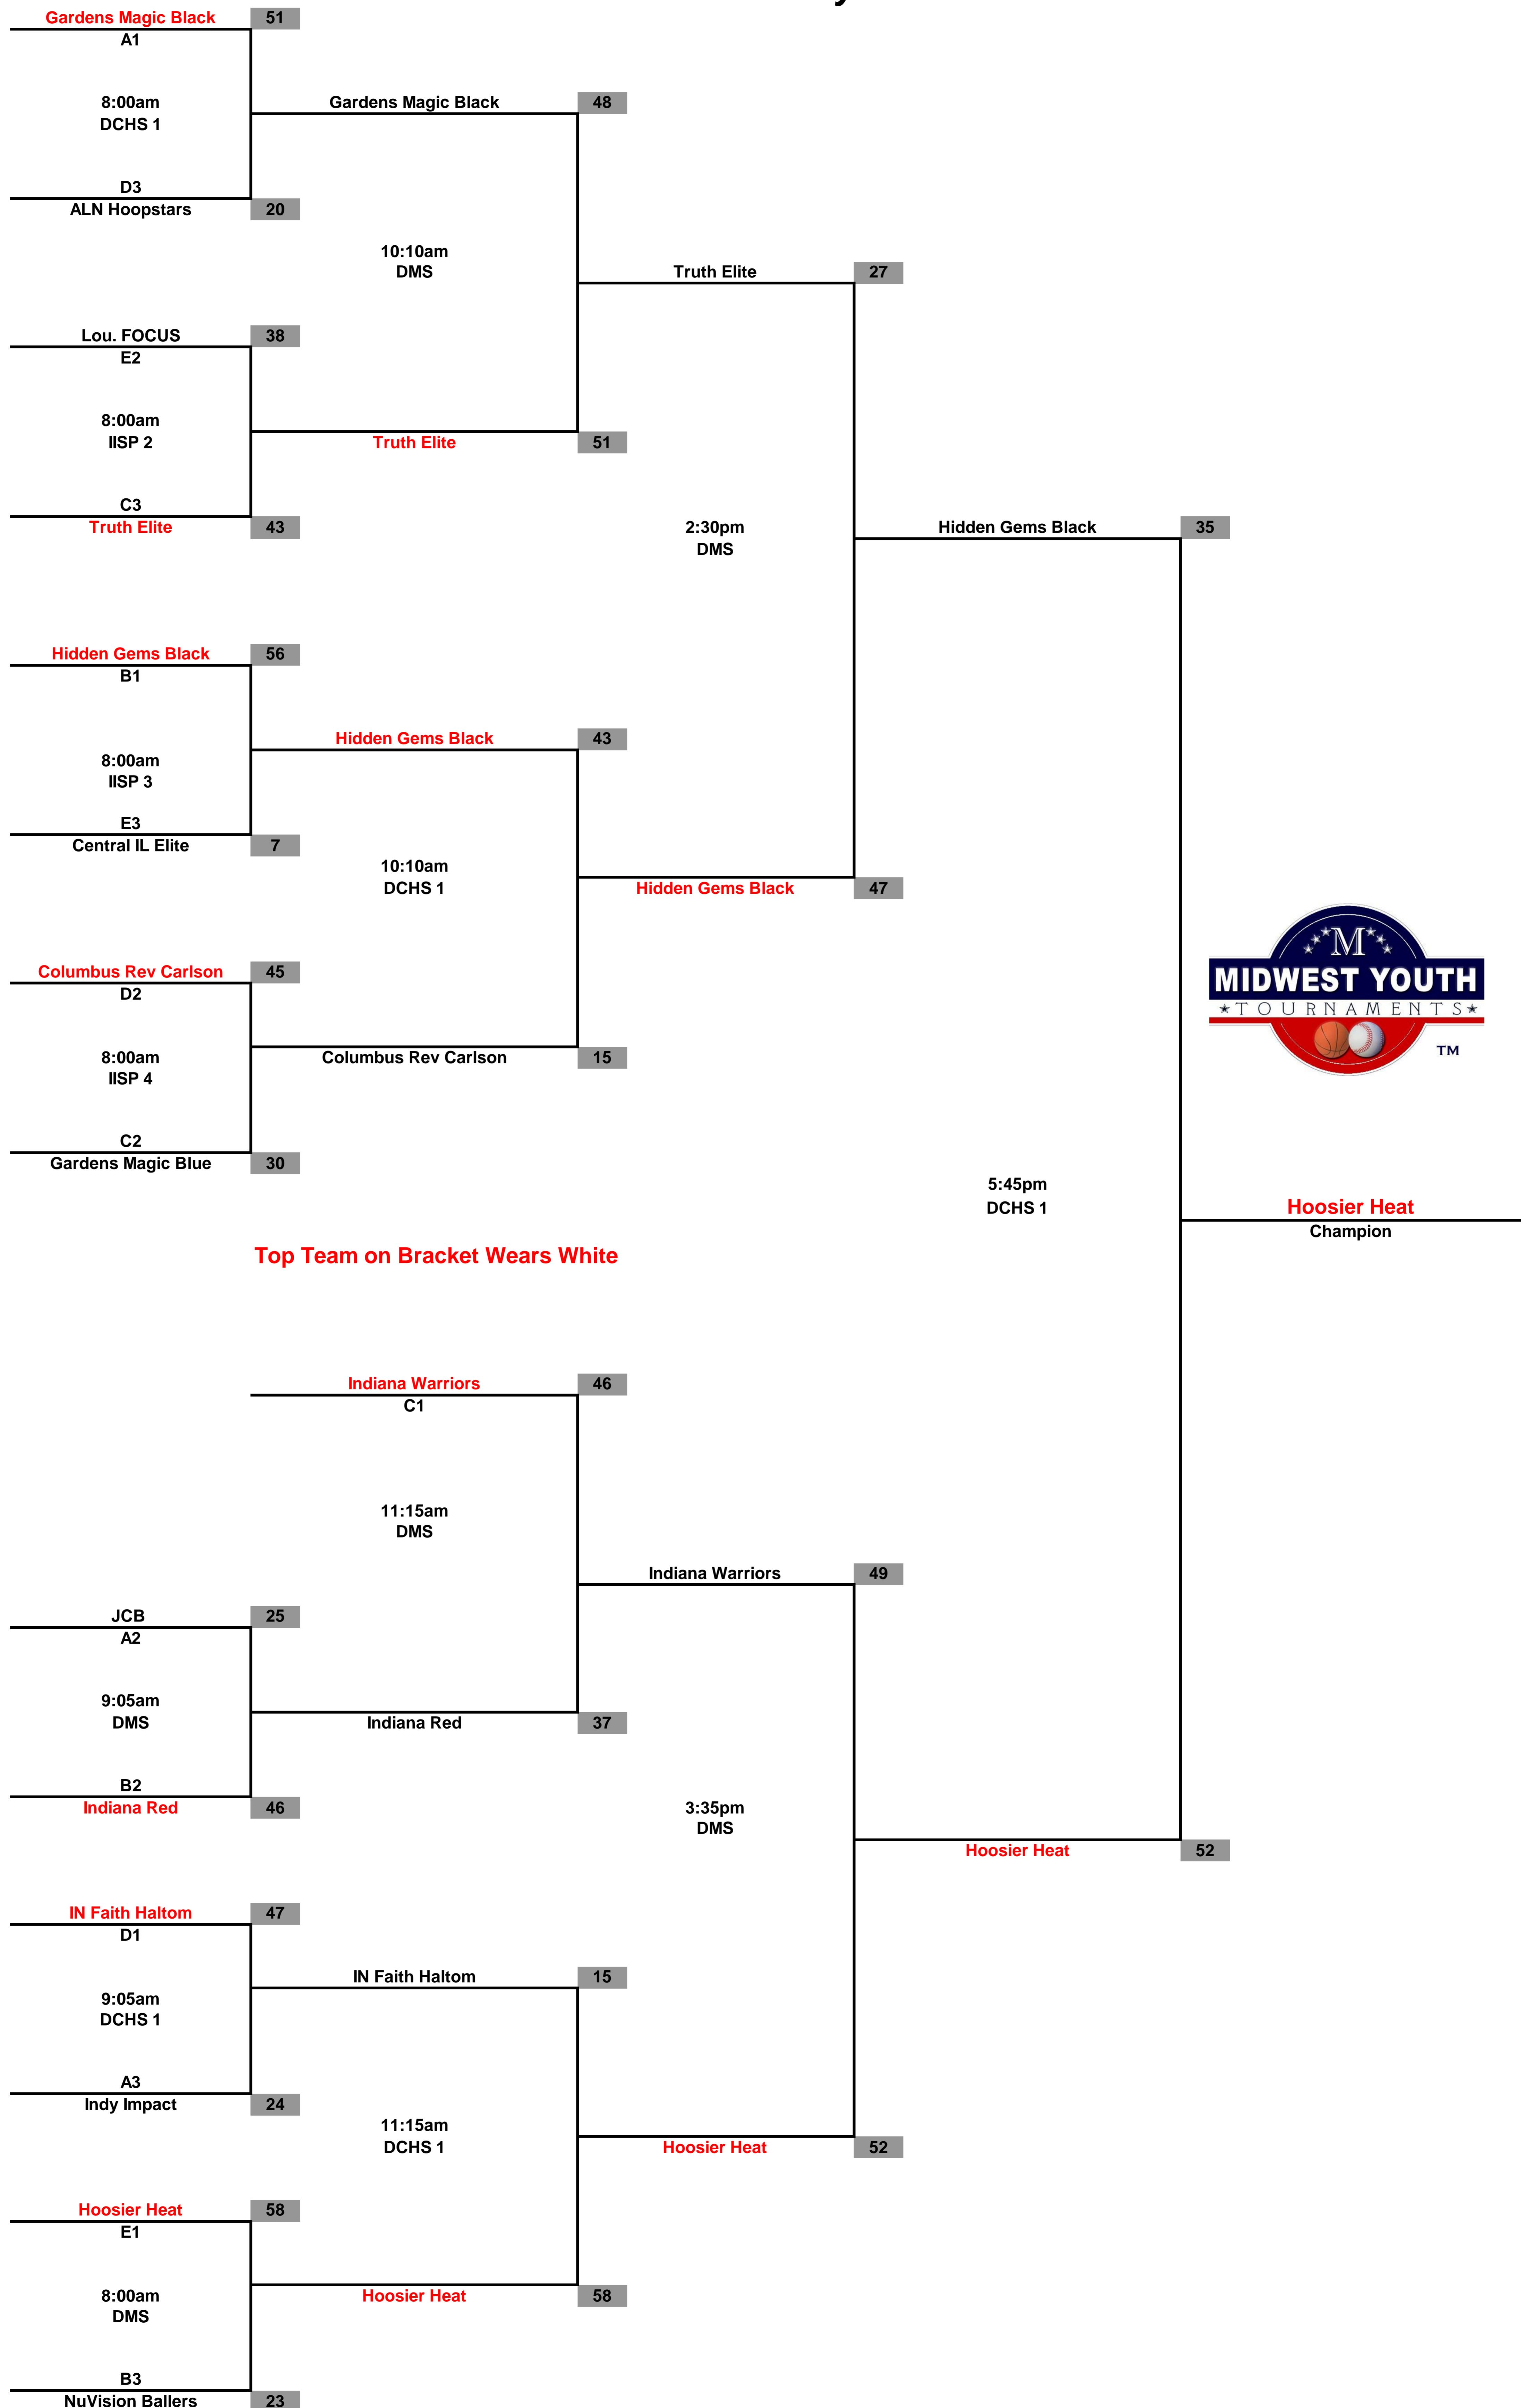 Gardens Magic Black 51
A1
8:00am
DCHS 1
Gardens Magic Black 48
D3
ALN Hoopstars 20
10:10am
DMS
Truth Elite 27
Lou. FOCUS 38
E2
8:00am
IISP 2
Truth Elite 51
C3
Truth Elite 43
2:30pm
DMS
Hidden Gems Black 35
Hidden Gems Black 56
B1
Hidden Gems Black 43
8:00am
IISP 3
E3
Central IL Elite 7
10:10am
DCHS 1
Hidden Gems Black 47
Columbus Rev Carlson 45
D2
8:00am
IISP 4
Columbus Rev Carlson 15
C2
Gardens Magic Blue 30
M
MIDWEST YOUTH
TOURNAMENTS
TM
5:45pm
DCHS 1
Hoosier Heat
Champion
Top Team on Bracket Wears White
Indiana Warriors 46
C1
11:15am
DMS
Indiana Warriors 49
JCB 25
A2
9:05am
DMS
Indiana Red 37
B2
Indiana Red 46
3:35pm
DMS
Hoosier Heat 52
IN Faith Haltom 47
D1
IN Faith Haltom 15
9:05am
DCHS 1
A3
Indy Impact 24
11:15am
DCHS 1
Hoosier Heat 52
Hoosier Heat 58
E1
8:00am
DMS
Hoosier Heat 58
B3
NuVision Ballers 23